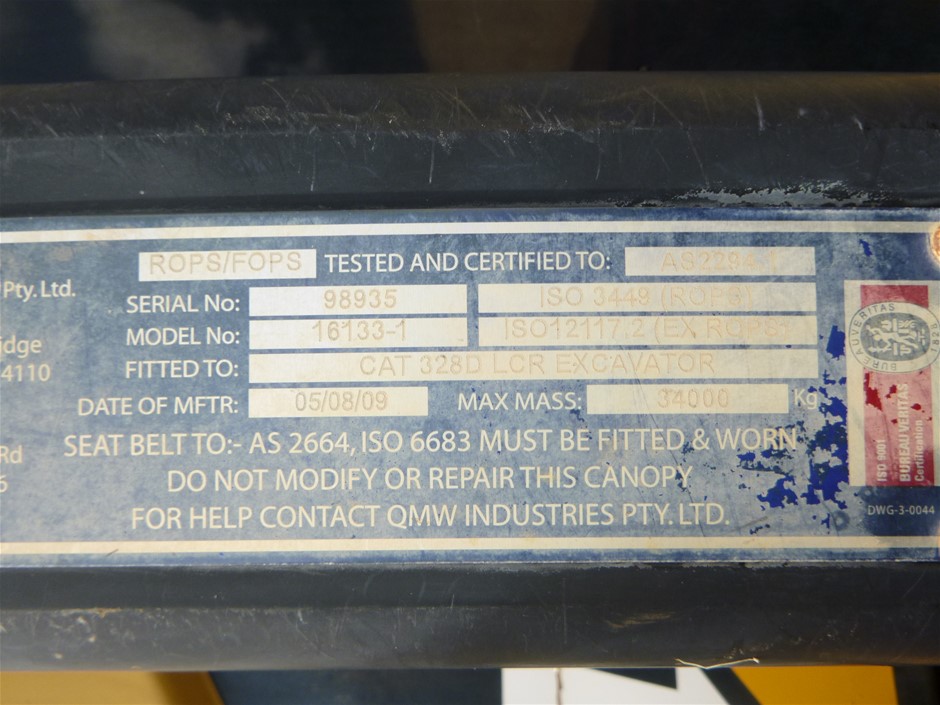 ROPS/FOPS TESTED AND CERTIFIED TO: AS2294-1
Pty. Ltd.
SERIAL No: 98935 ISO 3449 (ROPS)
MODEL No: 16133-1 ISO12117.2 (EX ROPS)
idge
4110
FITTED TO: CAT 328D LCR EXCAVATOR
DATE OF MFTR: 05/08/09 MAX MASS: 34000 Kg
SEAT BELT TO:- AS 2664, ISO 6683 MUST BE FITTED & WORN
Rd
DO NOT MODIFY OR REPAIR THIS CANOPY
6
FOR HELP CONTACT QMW INDUSTRIES PTY. LTD.
BUREAU VERITAS
ISO 9001
BUREAU VERITAS
Certification
DWG-3-0044